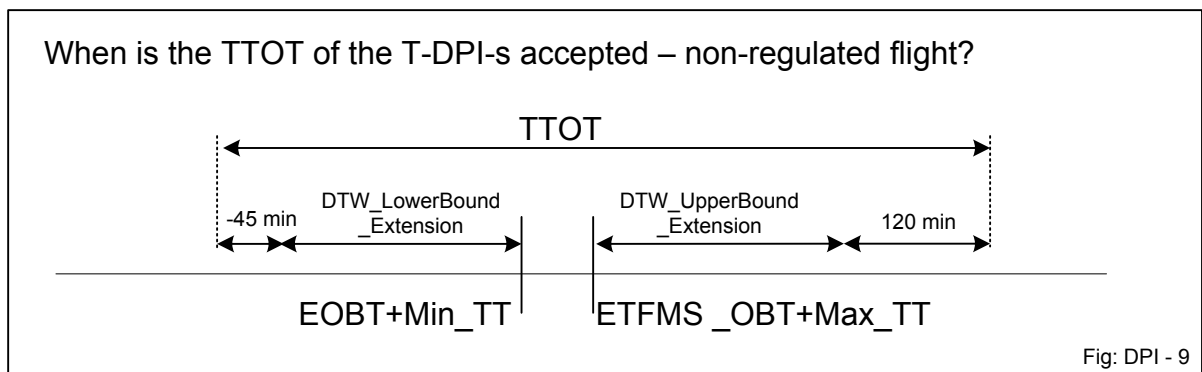 When is the TTOT of the T-DPI-s accepted – non-regulated flight?
TTOT
-45 min
DTW_LowerBound
_Extension
DTW_UpperBound
_Extension
120 min
EOBT+Min_TT
ETFMS _OBT+Max_TT
Fig: DPI - 9